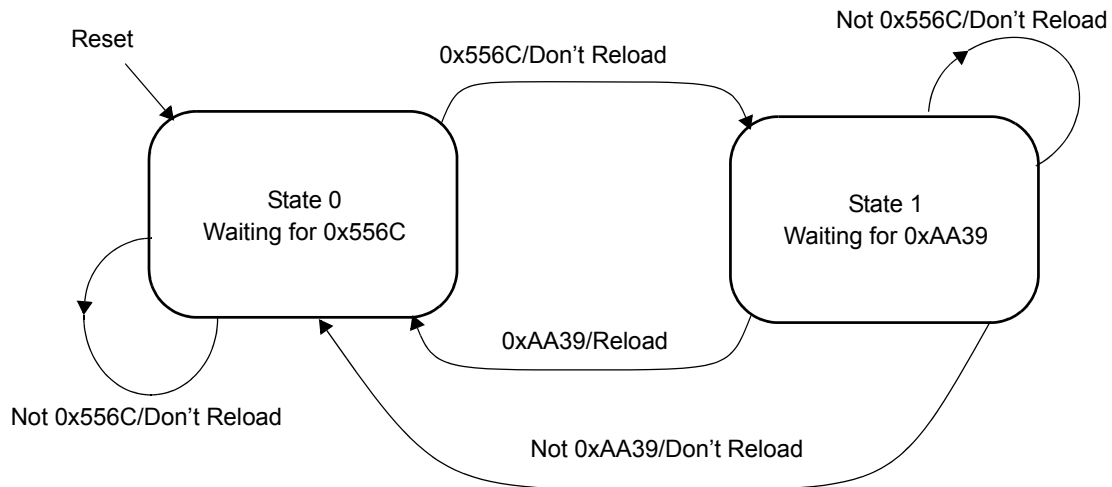 Not 0x556C/Don’t Reload
Reset
0x556C/Don’t Reload
State 0
Waiting for 0x556C
State 1
Waiting for 0xAA39
0xAA39/Reload
Not 0x556C/Don’t Reload
Not 0xAA39/Don’t Reload